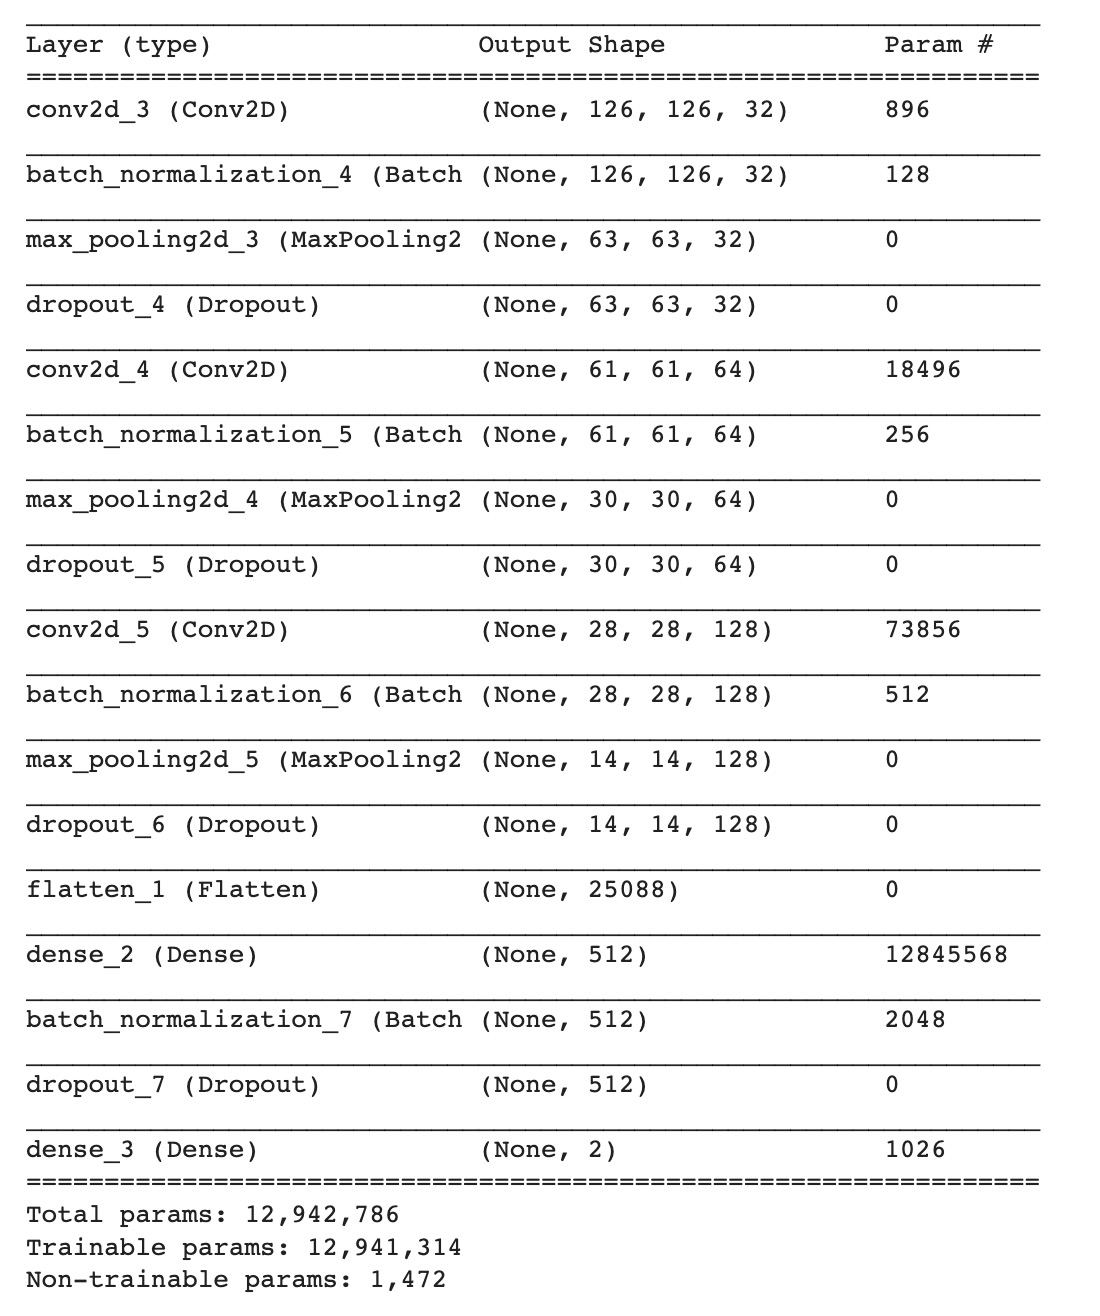 Layer (type) Output Shape Param #
=================================================================
conv2d_3 (Conv2D) (None, 126, 126, 32) 896
batch_normalization_4 (Batch (None, 126, 126, 32) 128
max_pooling2d_3 (MaxPooling2 (None, 63, 63, 32) 0
dropout_4 (Dropout) (None, 63, 63, 32) 0
conv2d_4 (Conv2D) (None, 61, 61, 64) 18496
batch_normalization_5 (Batch (None, 61, 61, 64) 256
max_pooling2d_4 (MaxPooling2 (None, 30, 30, 64) 0
dropout_5 (Dropout) (None, 30, 30, 64) 0
conv2d_5 (Conv2D) (None, 28, 28, 128) 73856
batch_normalization_6 (Batch (None, 28, 28, 128) 512
max_pooling2d_5 (MaxPooling2 (None, 14, 14, 128) 0
dropout_6 (Dropout) (None, 14, 14, 128) 0
flatten_1 (Flatten) (None, 25088) 0
dense_2 (Dense) (None, 512) 12845568
batch_normalization_7 (Batch (None, 512) 2048
dropout_7 (Dropout) (None, 512) 0
dense_3 (Dense) (None, 2) 1026
=================================================================
Total params: 12,942,786
Trainable params: 12,941,314
Non-trainable params: 1,472